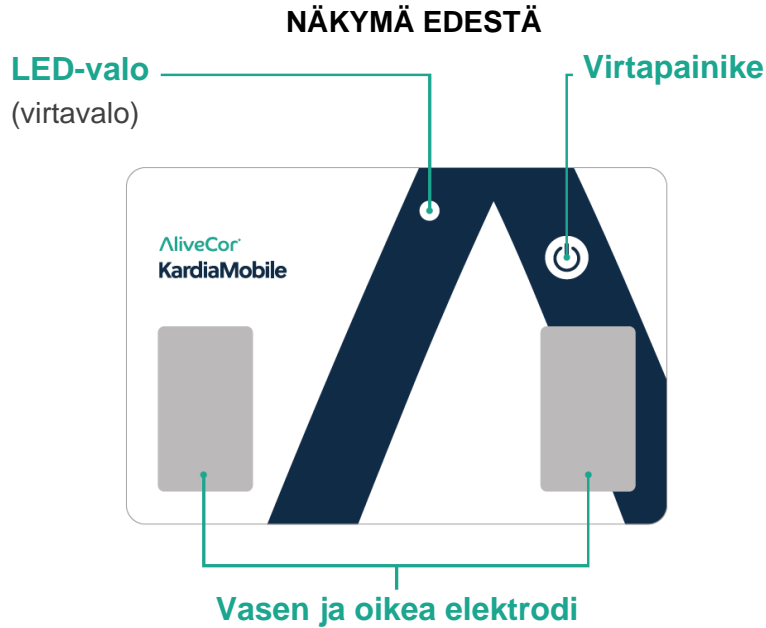 NÄKYMÄ EDESTÄ
LED-valo
(virtavalo)
Virtapainike
AliveCor
KardiaMobile
Vasen ja oikea elektrodi